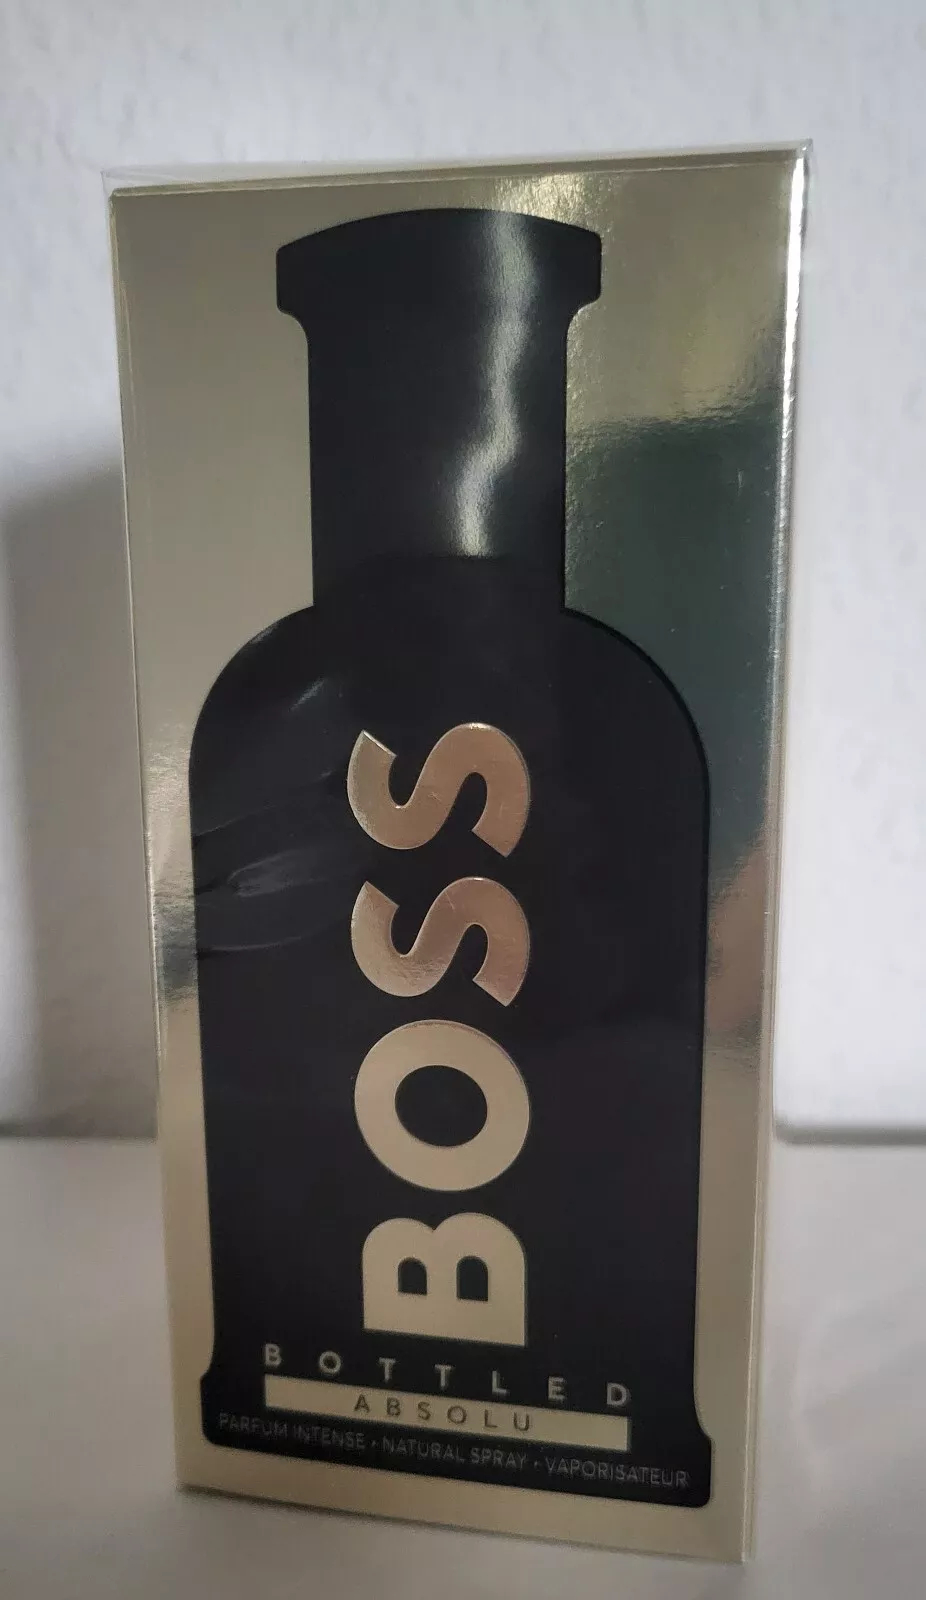 BOSS
BOTTLED
ABSOLU
PARFUM INTENSE • NATURAL SPRAY • VAPORISATEUR